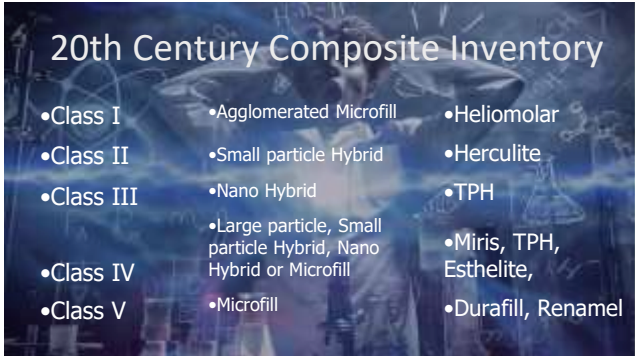 20th Century Composite Inventory
•Class I
•Class II
•Class III
•Class IV
•Class V
•Agglomerated Microfill
•Small particle Hybrid
•Nano Hybrid
•Large particle, Small
particle Hybrid, Nano
Hybrid or Microfill
•Microfill
•Heliomolar
•Herculite
•TPH
•Miris, TPH,
Esthelite,
•Durafill, Renamel